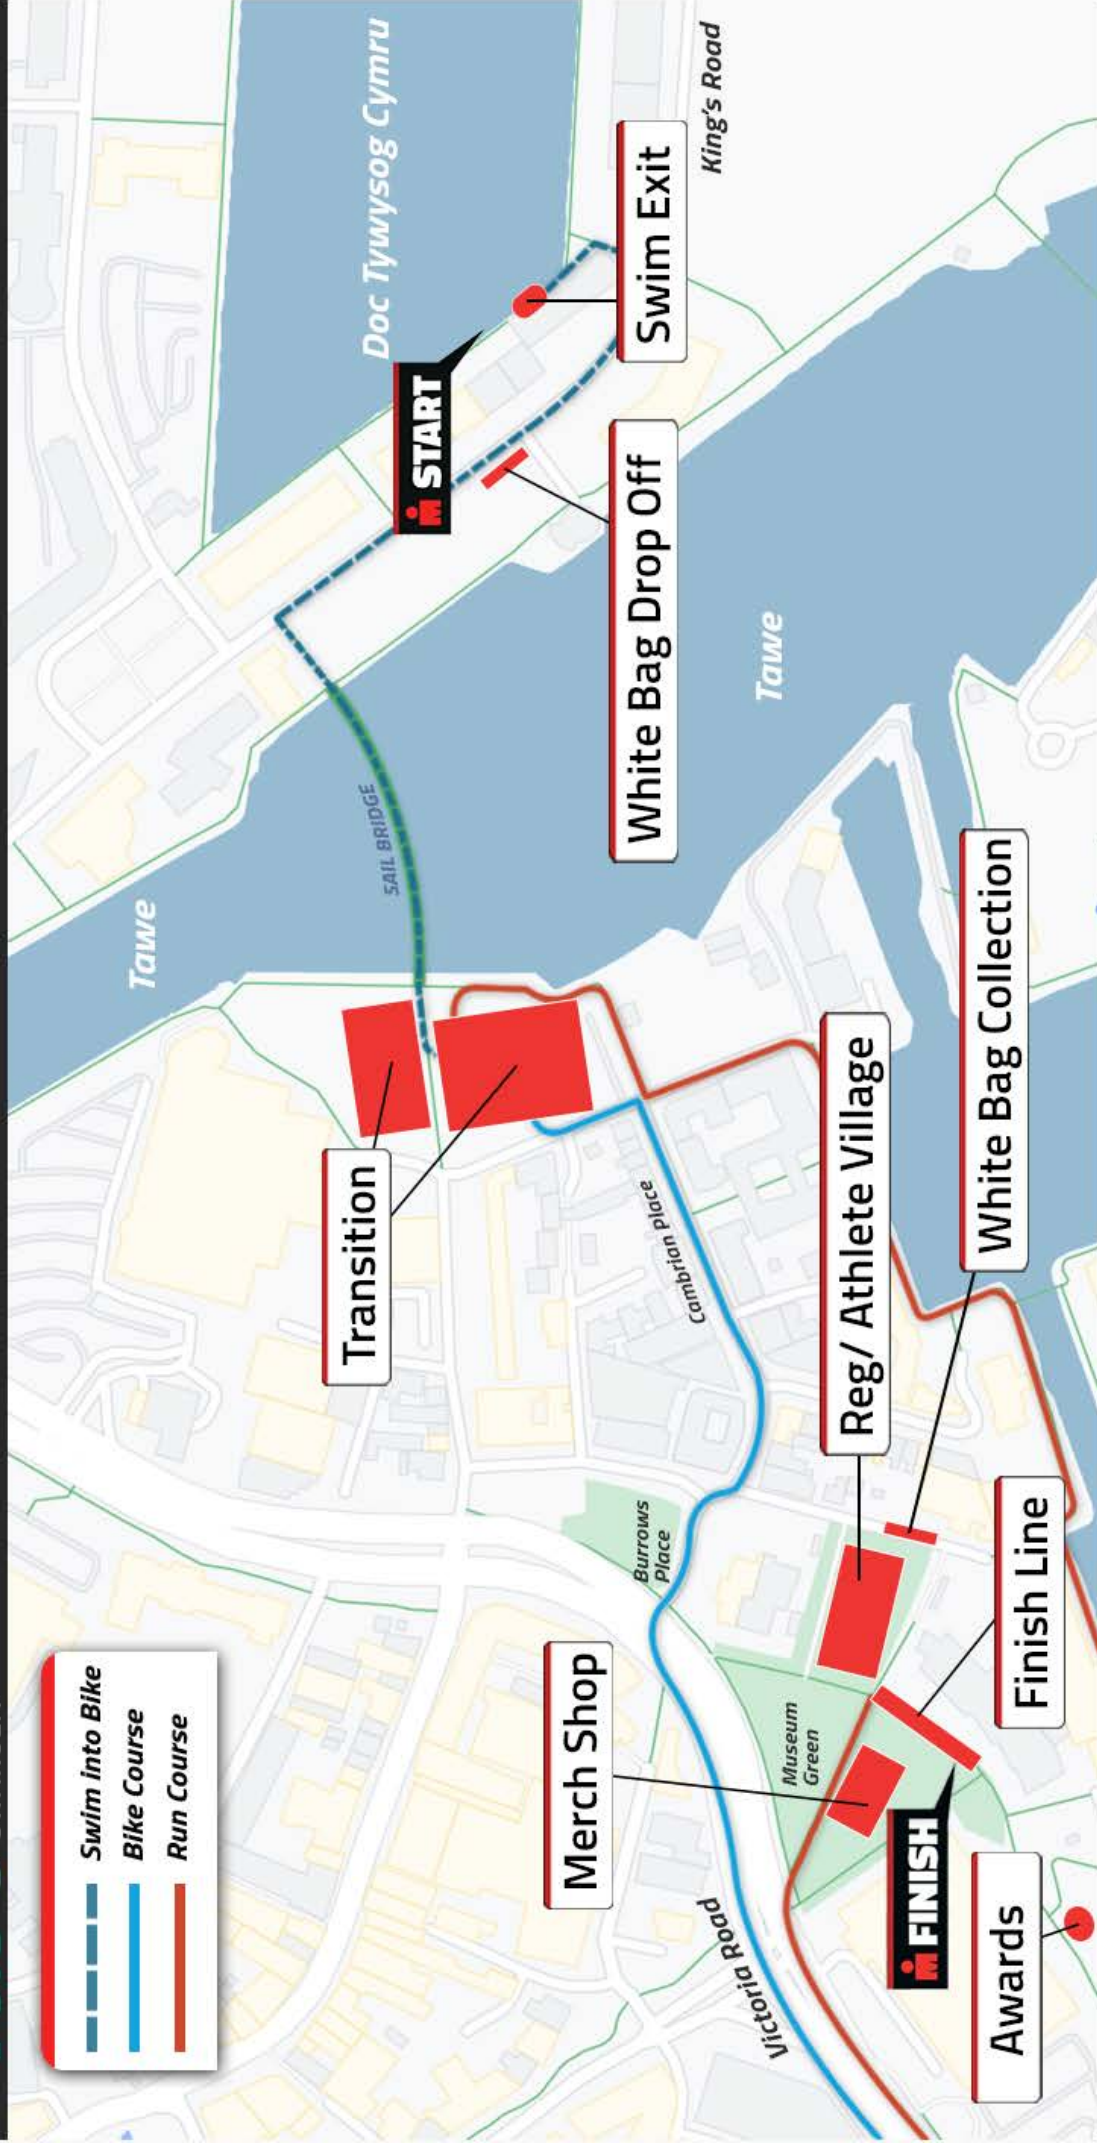 Swim into Bike
Bike Course
Run Course
Tawe
Doc Tywysog Cymru
SAIL BRIDGE
START
Swim Exit
King's Road
White Bag Drop Off
Tawe
Transition
Cambrian Place
Burrows
Place
Reg/ Athlete Village
White Bag Collection
Merch Shop
Museum
Green
Finish Line
FINISH
Victoria Road
Awards